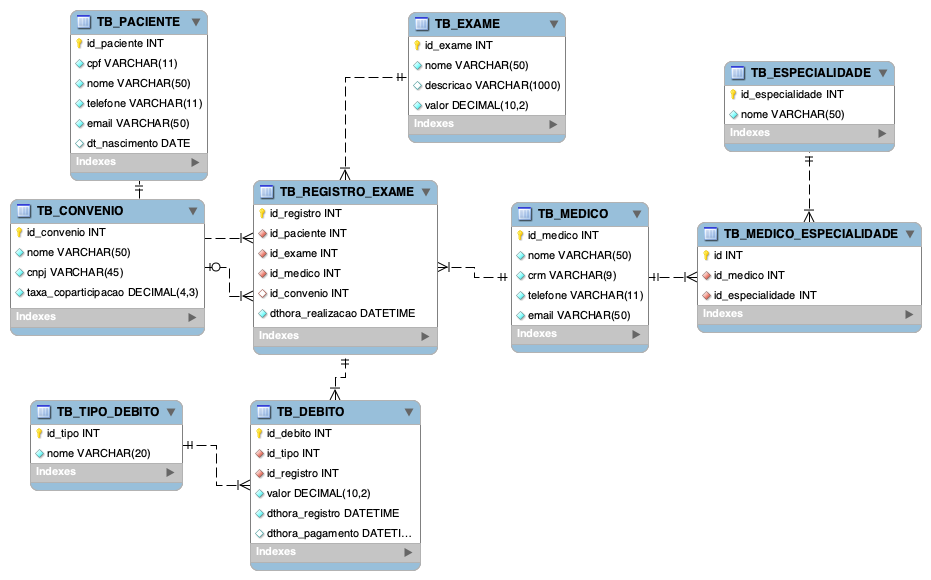 TB_PACIENTE
id_paciente INT
cpf VARCHAR(11)
nome VARCHAR(50)
telefone VARCHAR(11)
email VARCHAR(50)
dt_nascimento DATE
Indexes
TB_EXAME
id_exame INT
nome VARCHAR(50)
descricao VARCHAR(1000)
valor DECIMAL(10,2)
Indexes
TB_ESPECIALIDADE
id_especialidade INT
nome VARCHAR(50)
Indexes
TB_CONVENIO
id_convenio INT
nome VARCHAR(50)
cnpj VARCHAR(45)
taxa_coparticipacao DECIMAL(4,3)
Indexes
TB_REGISTRO_EXAME
id_registro INT
id_paciente INT
id_exame INT
id_medico INT
id_convenio INT
dthora_realizacao DATETIME
Indexes
TB_MEDICO
id_medico INT
nome VARCHAR(50)
crm VARCHAR(9)
telefone VARCHAR(11)
email VARCHAR(50)
Indexes
TB_MEDICO_ESPECIALIDADE
id INT
id_medico INT
id_especialidade INT
Indexes
TB_TIPO_DEBITO
id_tipo INT
nome VARCHAR(20)
Indexes
TB_DEBITO
id_debito INT
id_tipo INT
id_registro INT
valor DECIMAL(10,2)
dthora_registro DATETIME
dthora_pagamento DATETI...
Indexes